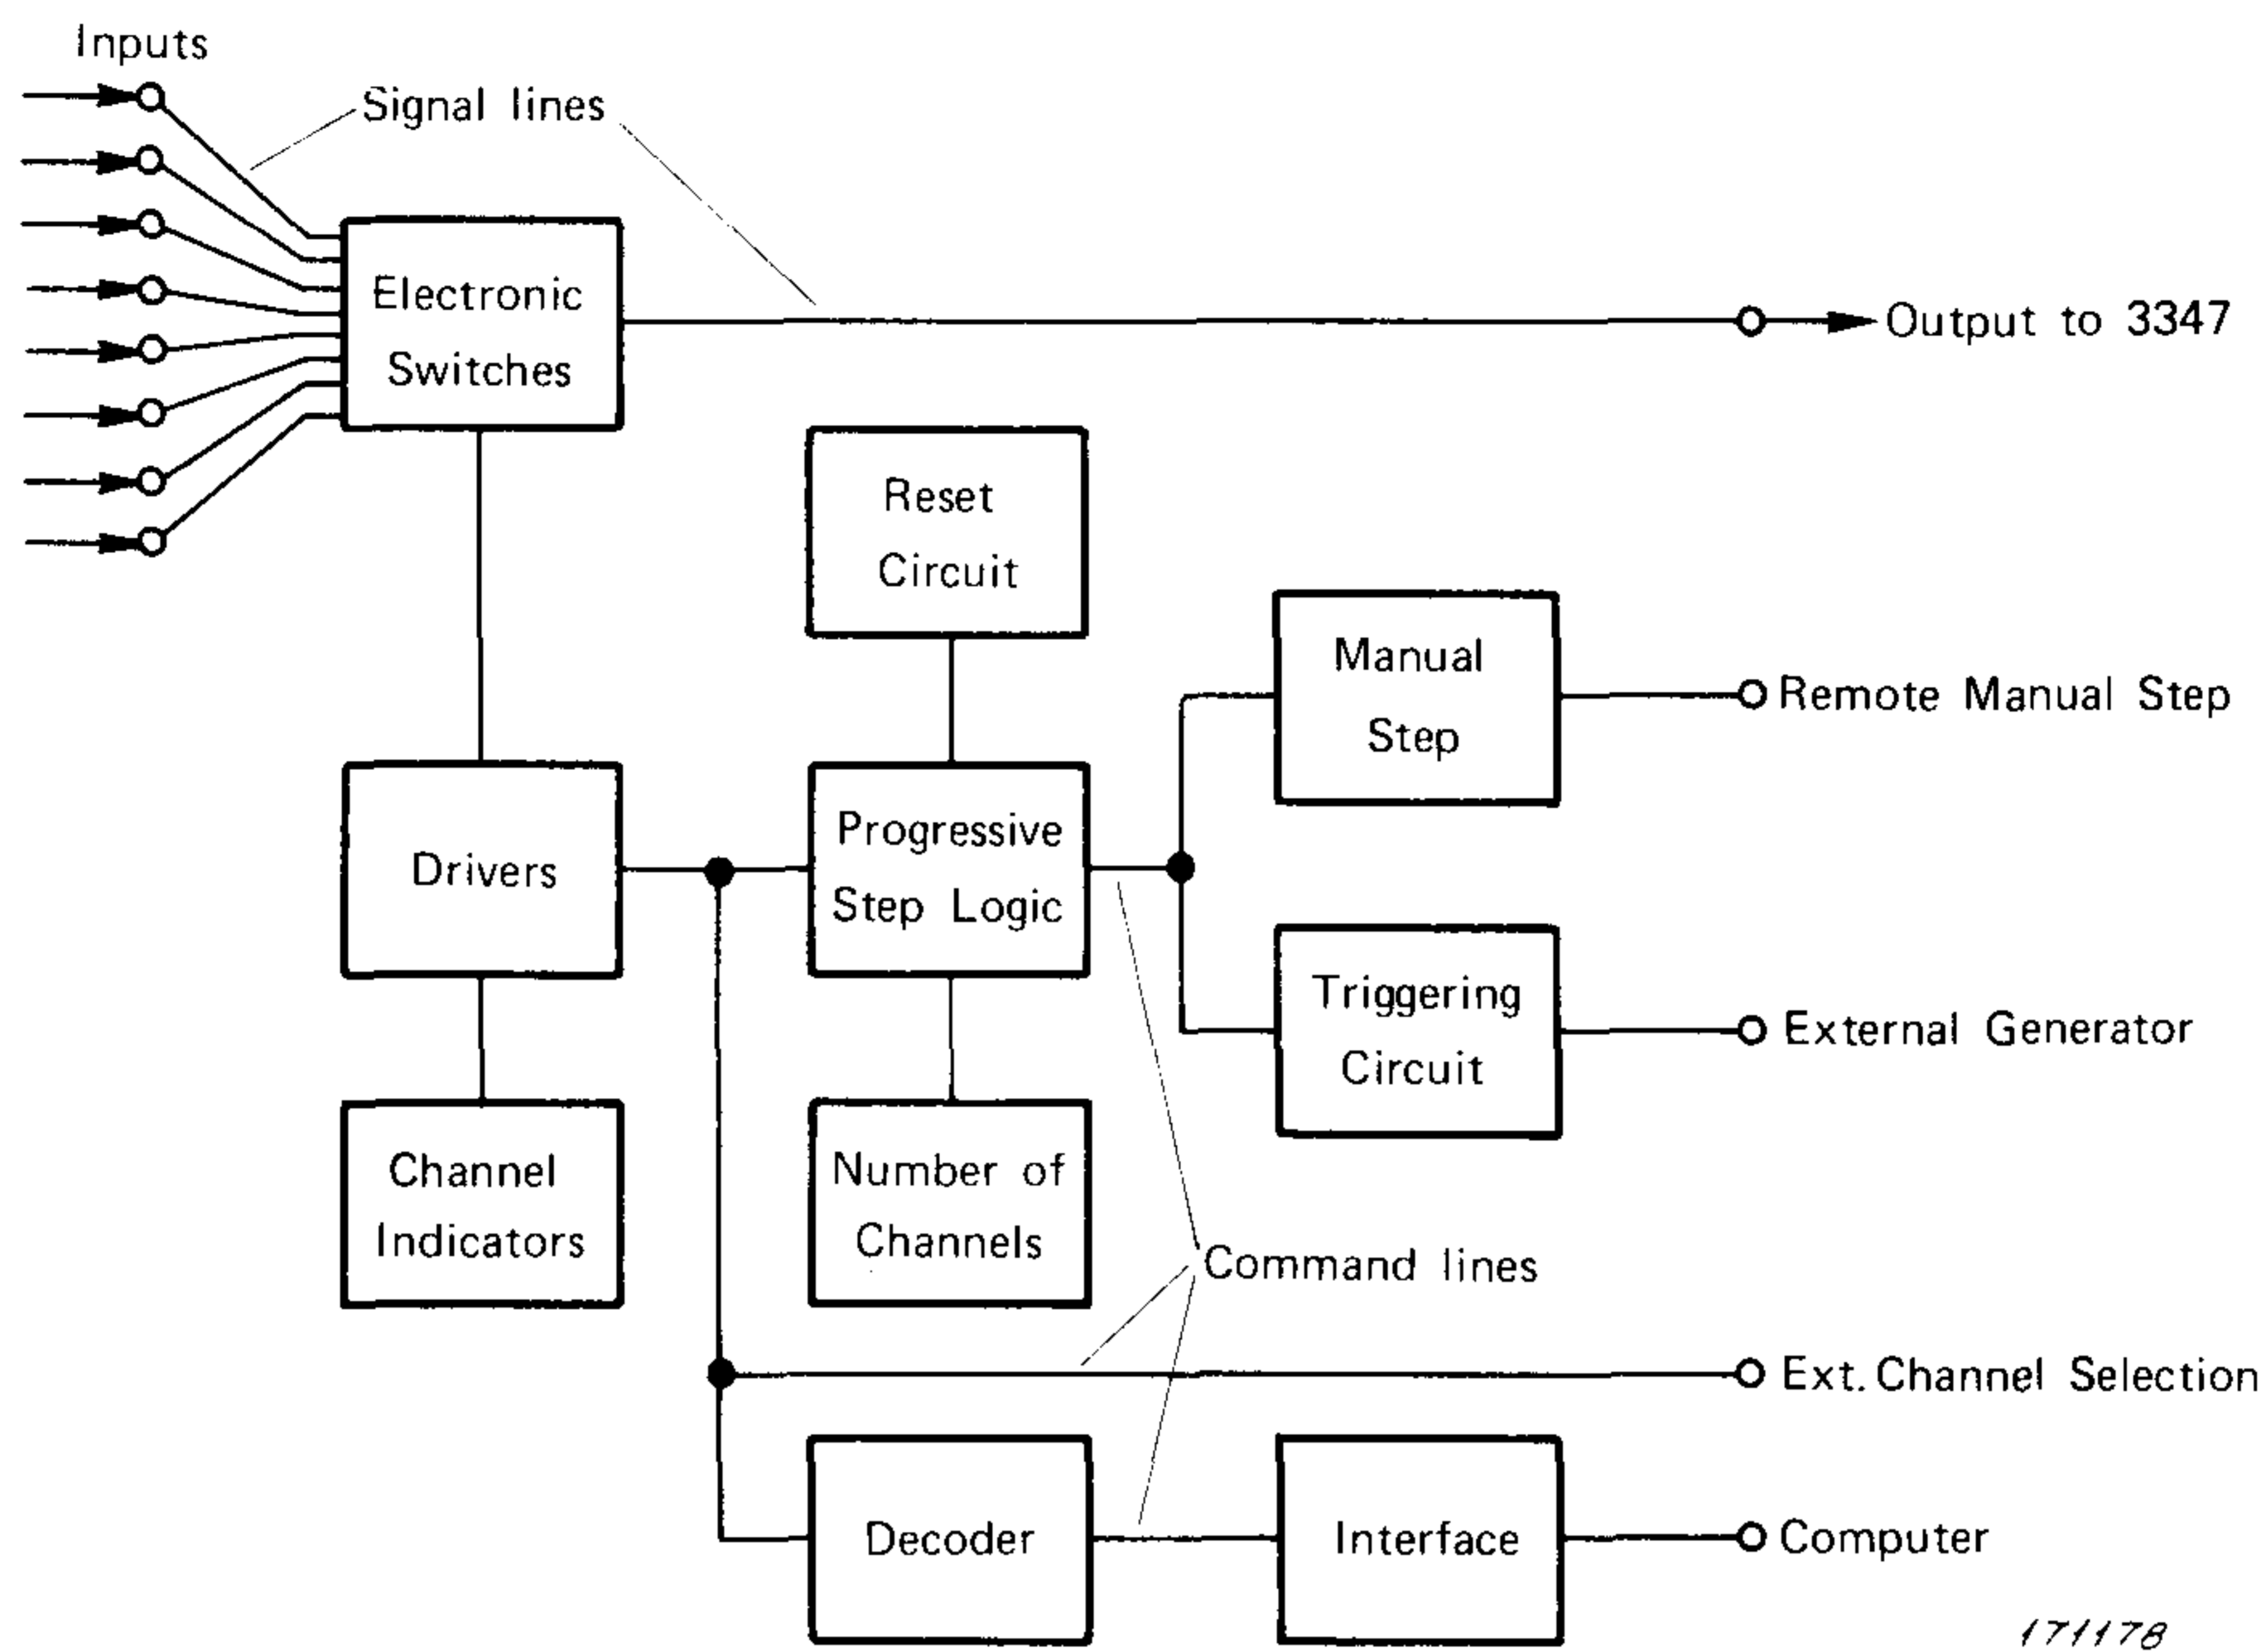 Inputs
Signal lines
Electronic
Switches
Output to 3347
Reset
Circuit
Manual
Step
Remote Manual Step
Drivers
Progressive
Step Logic
Triggering
Circuit
External Generator
Channel
Indicators
Number of
Channels
Command lines
Ext. Channel Selection
Decoder
Interface
Computer
171178